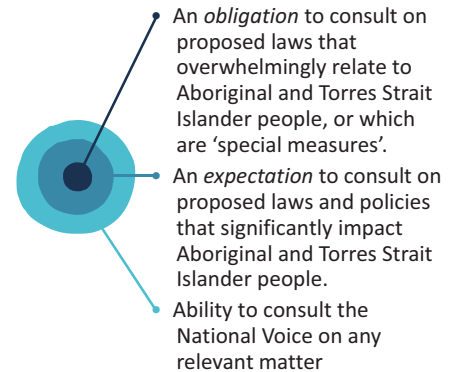 An obligation to consult on
proposed laws that
overwhelmingly relate to
Aboriginal and Torres Strait
Islander people, or which
are ‘special measures’.
An expectation to consult on
proposed laws and policies
that significantly impact
Aboriginal and Torres Strait
Islander people.
Ability to consult the
National Voice on any
relevant matter